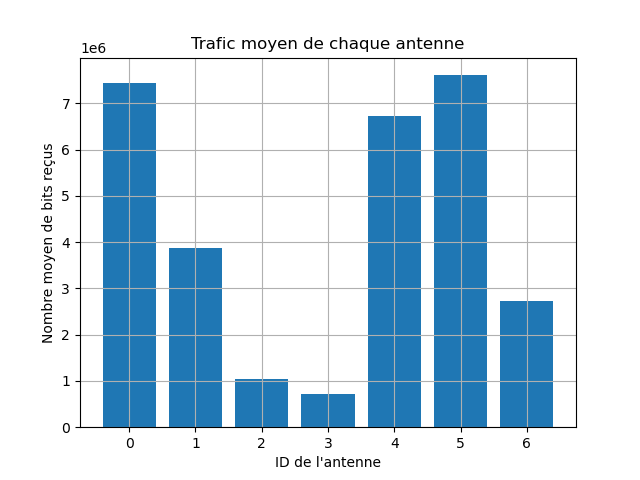 Trafic moyen de chaque antenne
1e6
7
6
5
4
3
2
1
0
Nombre moyen de bits reçus
0 1 2 3 4 5 6
ID de l'antenne